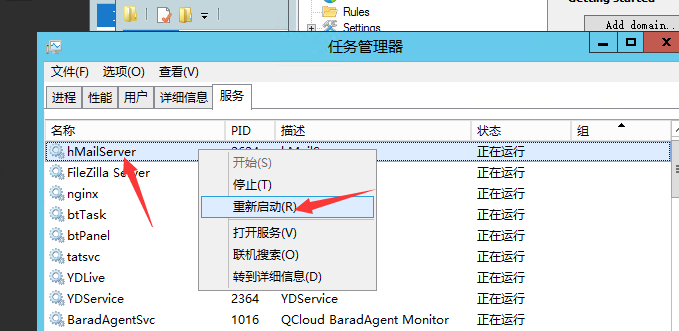 Rules
Settings
Add domain...
任务管理器
文件(F) 选项(O) 查看(V)
进程 性能 用户 详细信息 服务
名称 PID 描述 状态 组
hMailServer 正在运行
FileZilla Server 正在运行
nginx 正在运行
btTask 正在运行
btPanel 正在运行
tatsvc 正在运行
YDLive 正在运行
YDService 2364 YDService 正在运行
BaradAgentSvc 1016 QCloud BaradAgent Monitor 正在运行
开始(S)
停止(T)
重新启动(R)
打开服务(V)
联机搜索(O)
转到详细信息(D)